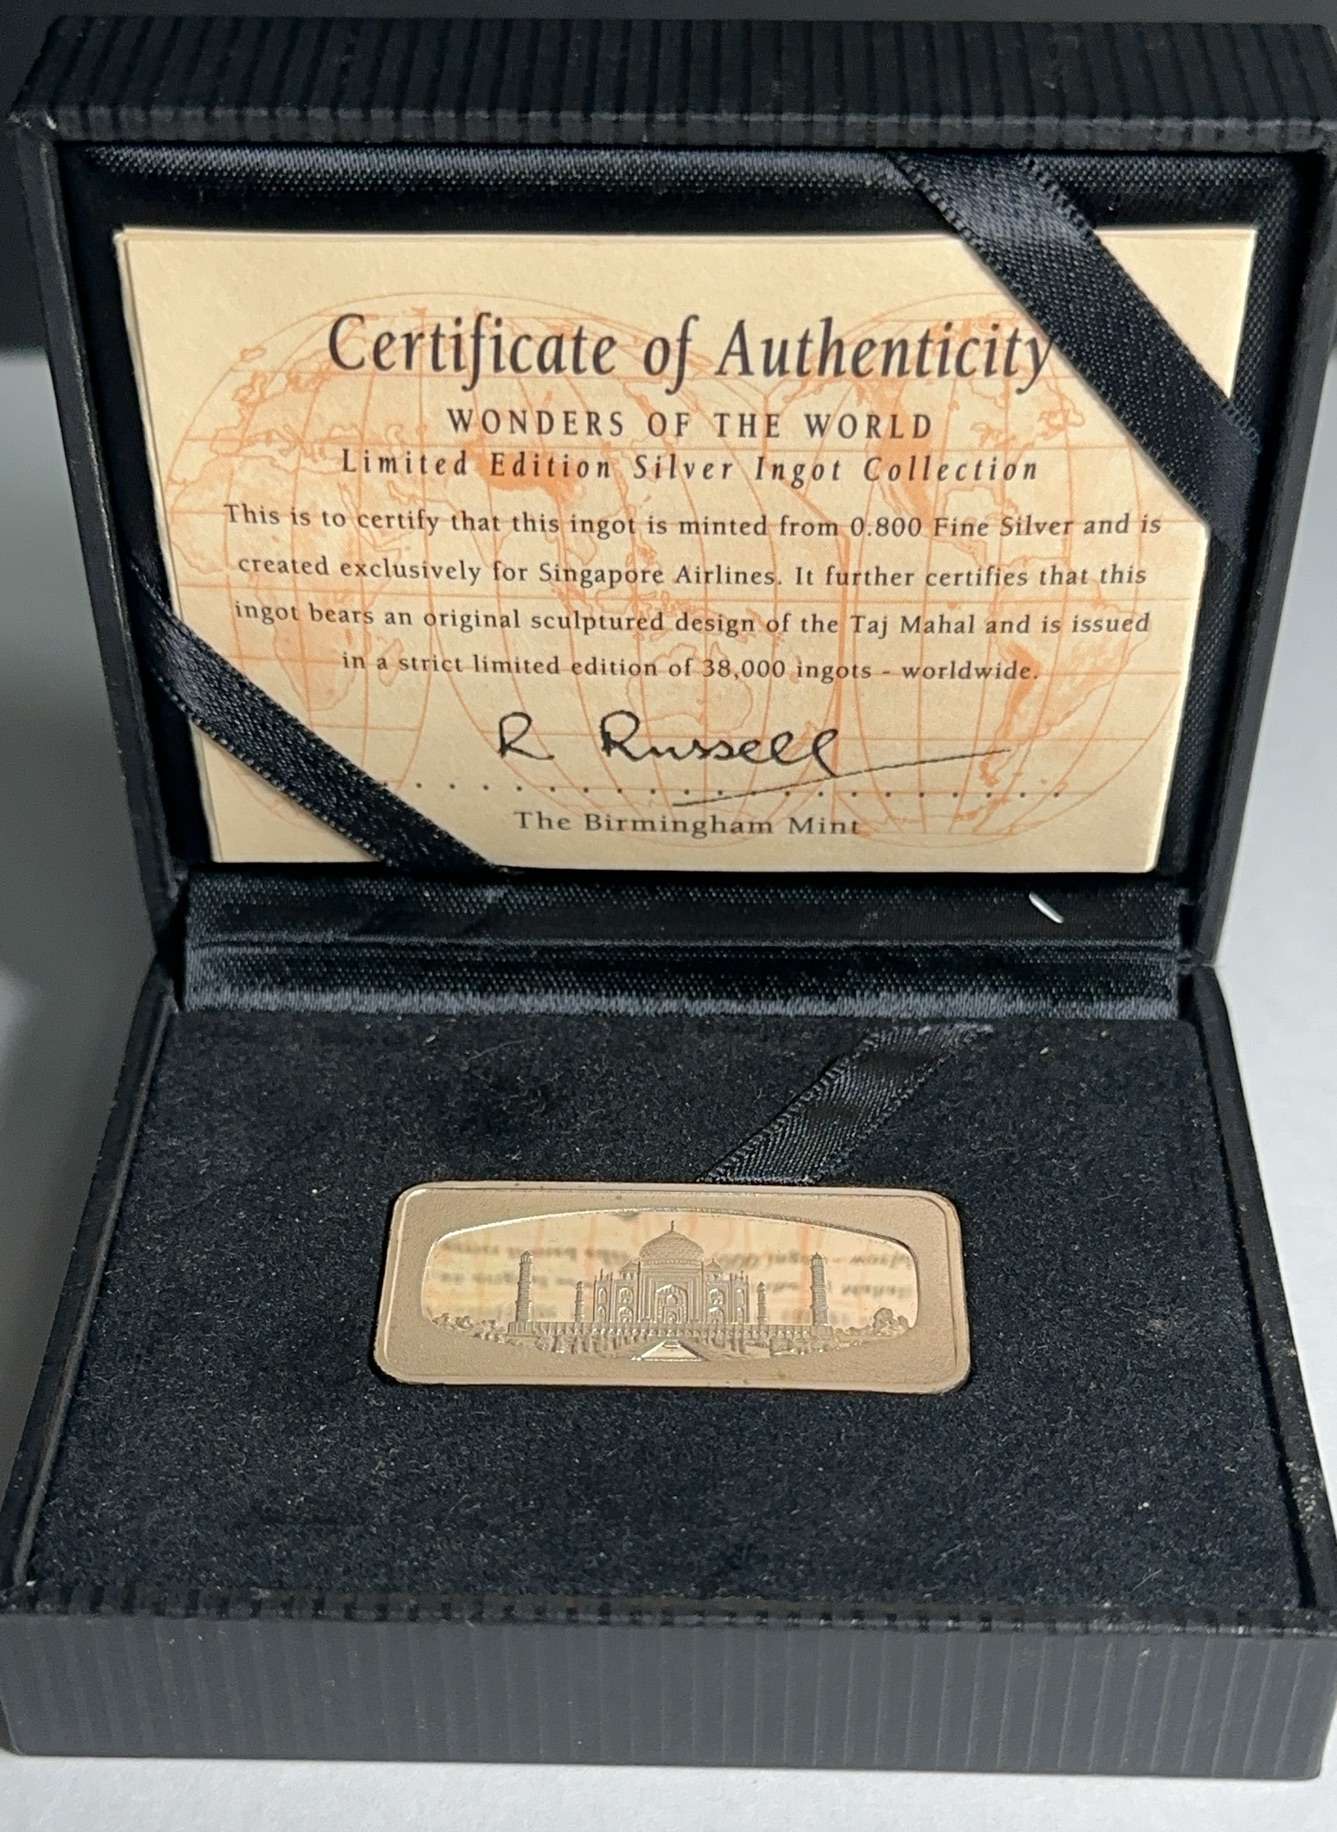 Certificate of Authenticity
WONDERS OF THE WORLD
Limited Edition Silver Ingot Collection
This is to certify that this ingot is minted from 0.800 Fine Silver and is
created exclusively for Singapore Airlines. It further certifies that this
ingot bears an original sculptured design of the Taj Mahal and is issued
in a strict limited edition of 38,000 ingots - worldwide.
R Russell
The Birmingham Mint